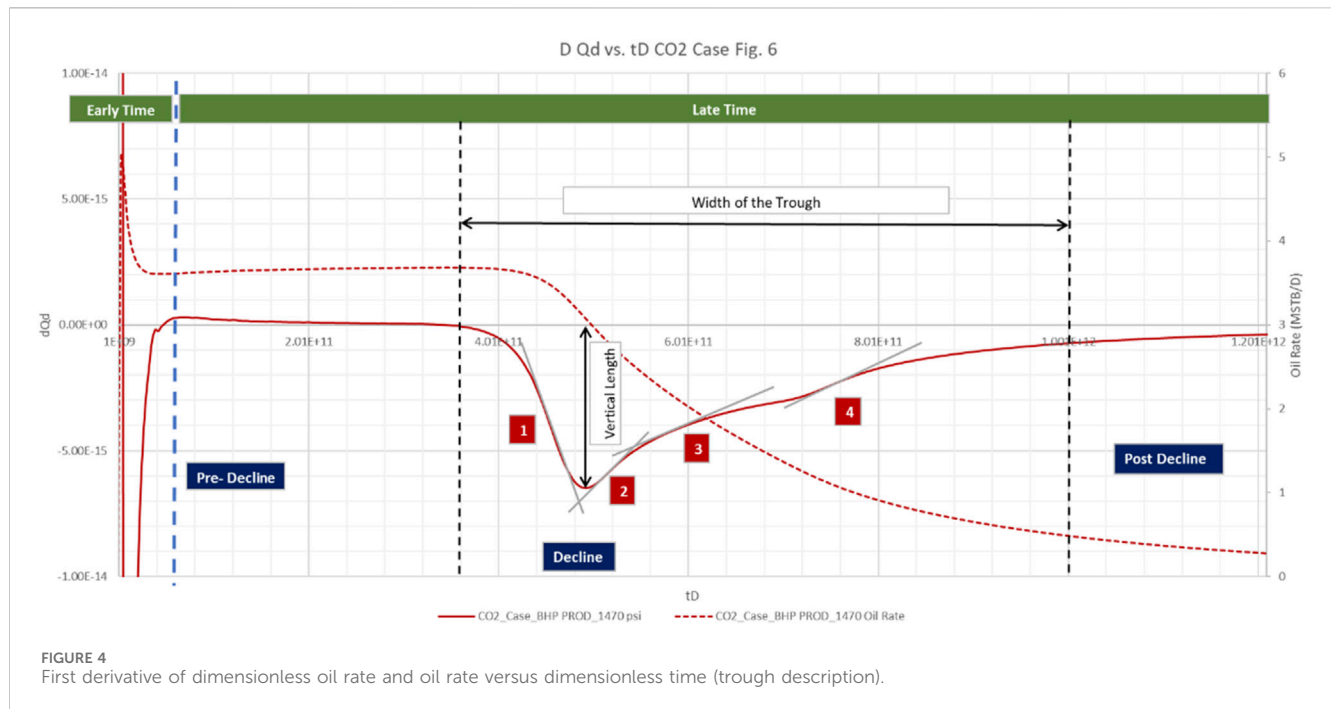 D Qd vs. tD CO2 Case Fig. 6
1.00E-14
6
Early Time
Late Time
5
5.00E-15
Width of the Trough
4
dQd
0.00E+00
3
1E+09
2.01E+11
4.01E+11
6.01E+11
8.01E+11
1.001E+12
1.201E+12
Oil Rate (MSTB/D)
Vertical Length
2
1
3
4
-5.00E-15
Pre- Decline
2
Post Decline
1
Decline
-1.00E-14
0
tD
CO2_Case_BHP PROD_1470 psi
CO2_Case_BHP PROD_1470 Oil Rate
FIGURE 4
First derivative of dimensionless oil rate and oil rate versus dimensionless time (trough description).